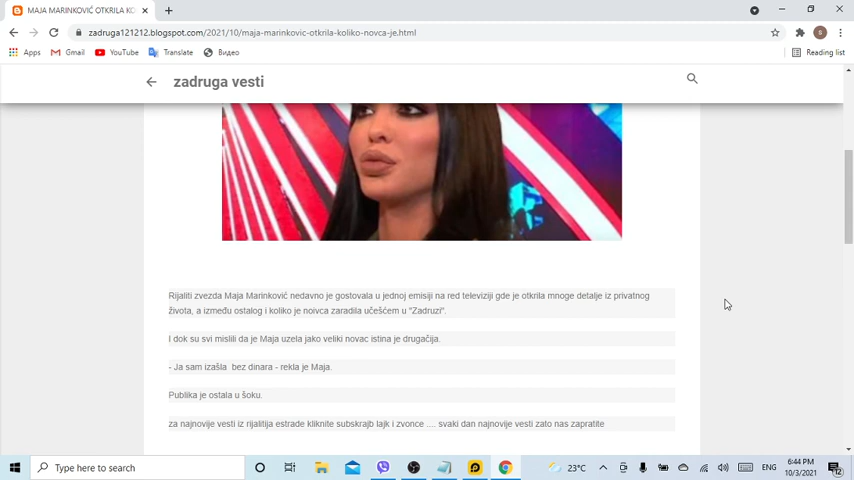 MAJA MARINKOVIĆ OTKRILA KO
zadruga121212.blogspot.com/2021/10/maja-marinkovic-otkrila-koliko-novca-je.html
Apps Gmail YouTube Translate Видео Reading list
zadruga vesti
Rijaliti zvezda Maja Marinković nedavno je gostovala u jednoj emisiji na red televiziji gde je otkrila mnoge detalje iz privatnog
života, a između ostalog i koliko je noivca zaradila učešćem u "Zadruzi".
I dok su svi mislili da je Maja uzela jako veliki novac istina je drugačija.
- Ja sam izašla bez dinara - rekla je Maja.
Publika je ostala u šoku.
za najnovije vesti iz rijalitija estrade kliknite subskrajb lajk i zvonce .... svaki dan najnovije vesti zato nas zapratite
Type here to search
23°C
ENG
6:44 PM
10/3/2021
12